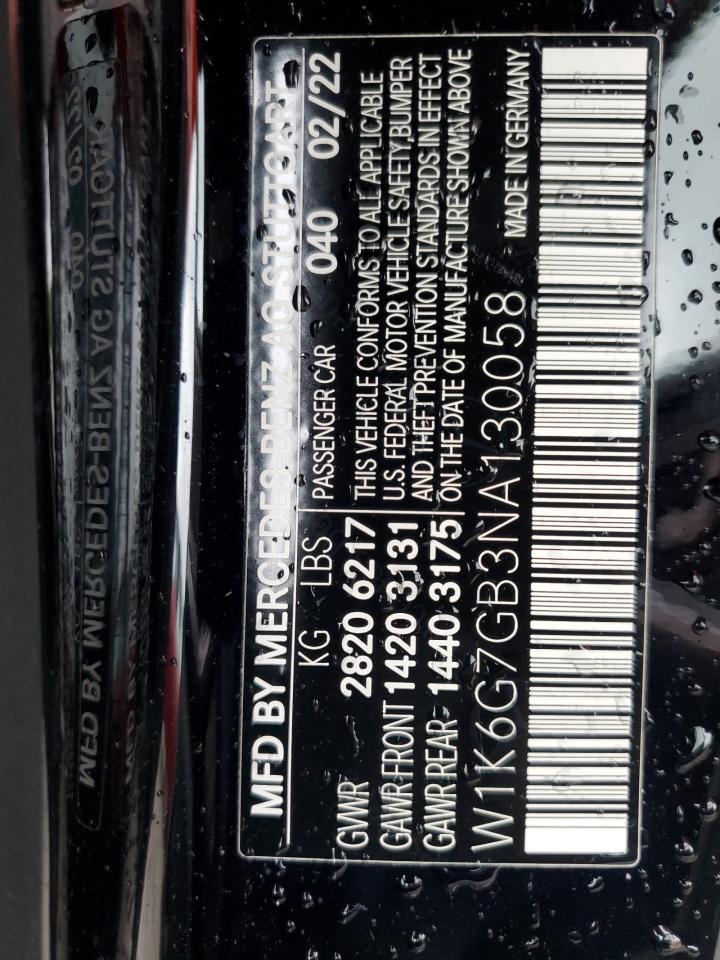 MFD BY MERCEDES-BENZ AG STUTTGART
KG LBS PASSENGER CAR 040 02/22
GWR 2820 6217
GAWR FRONT 1420 3131
GAWR REAR 1440 3175
THIS VEHICLE CONFORMS TO ALL APPLICABLE
U.S. FEDERAL MOTOR VEHICLE SAFETY, BUMPER
AND THEFT PREVENTION STANDARDS IN EFFECT
ON THE DATE OF MANUFACTURE SHOWN ABOVE
W1K6G7GB3NA130058 MADE IN GERMANY